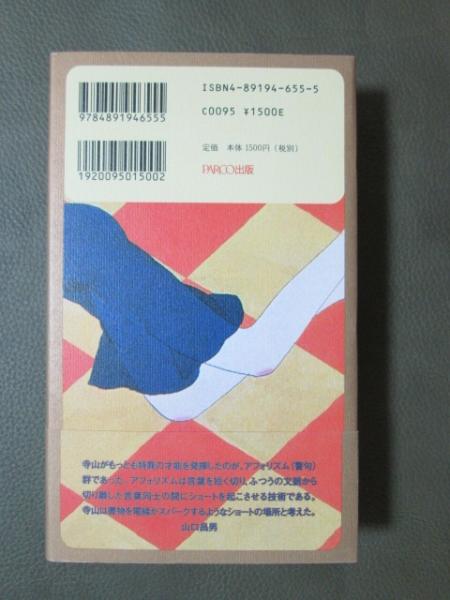 ISBN4-89194-655-5
C0095 ¥1500E
9784891946555
定価　本体1500円（税別）
PARCO出版
1920095015002
寺山がもっとも特異の才能を発揮したのが、アフォリズム（警句）
群であった。アフォリズムは言葉を短く切り、ふつうの文脈から
切り離した言葉同士の間にショートを起こさせる技術である。
寺山は書物を電線がスパークするようなショートの場所と考えた。
山口昌男